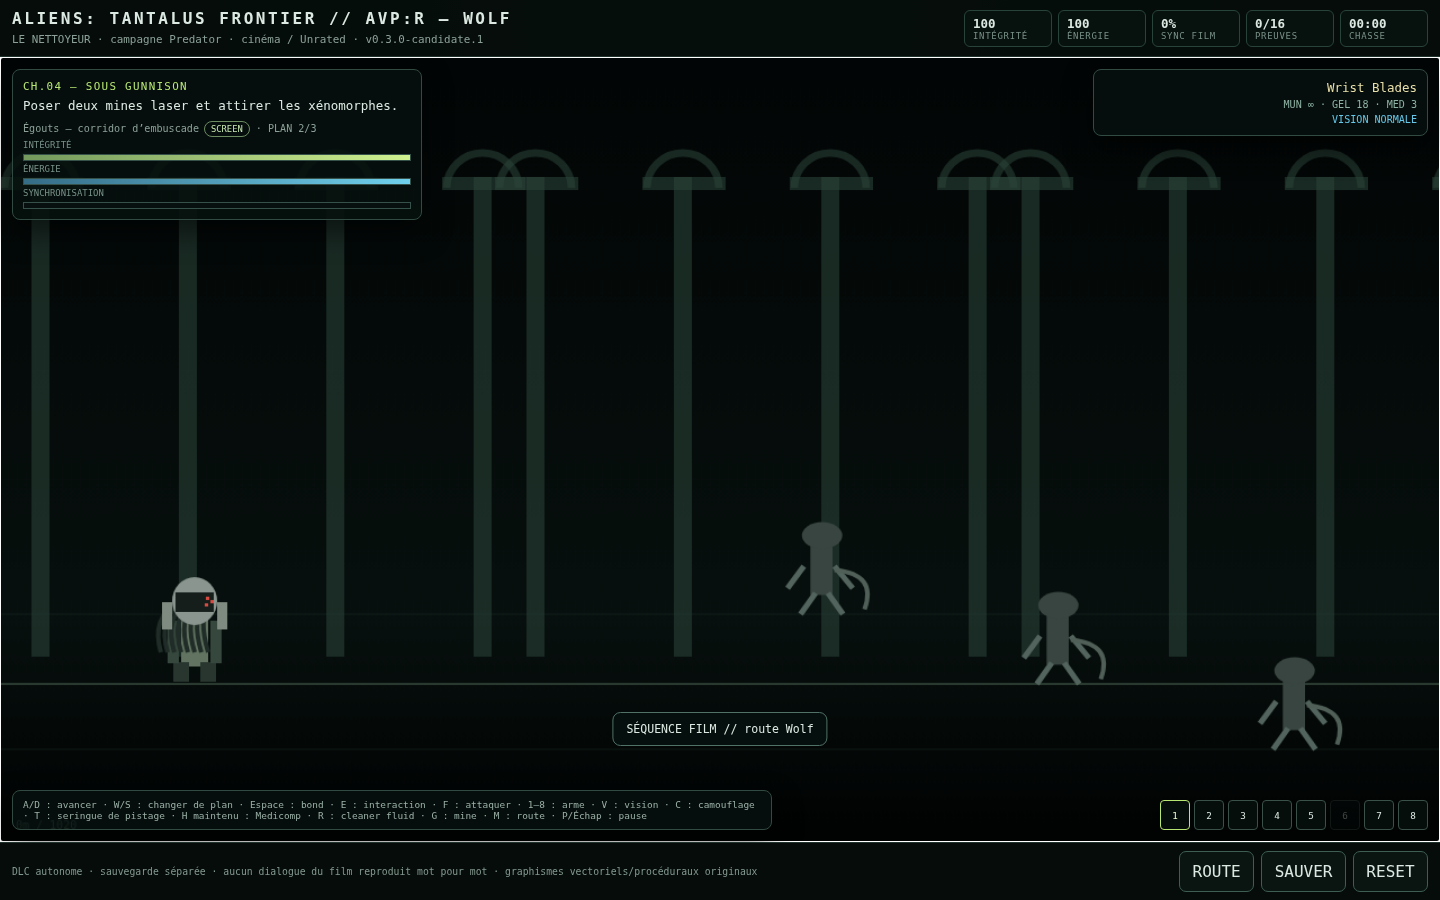 ALIENS: TANTALUS FRONTIER // AVP:R — WOLF
LE NETTOYEUR · campagne Predator · cinéma / Unrated · v0.3.0-candidate.1
100
INTÉGRITÉ
100
ÉNERGIE
0%
SYNC FILM
0/16
PREUVES
00:00
CHASSE
CH.04 — SOUS GUNNISON
Poser deux mines laser et attirer les xénomorphes.
Égouts — corridor d’embuscade SCREEN · PLAN 2/3
INTÉGRITÉ
ÉNERGIE
SYNCHRONISATION
Wrist Blades
MUN ∞ · GEL 18 · MED 3
VISION NORMALE
SÉQUENCE FILM // route Wolf
A/D : avancer · W/S : changer de plan · Espace : bond · E : interaction · F : attaquer · 1–8 : arme · V : vision · C : camouflage
· T : seringue de pistage · H maintenu : Medicomp · R : cleaner fluid · G : mine · M : route · P/Échap : pause
1 2 3 4 5 6 7 8
DLC autonome · sauvegarde séparée · aucun dialogue du film reproduit mot pour mot · graphismes vectoriels/procéduraux originaux
ROUTE SAUVER RESET